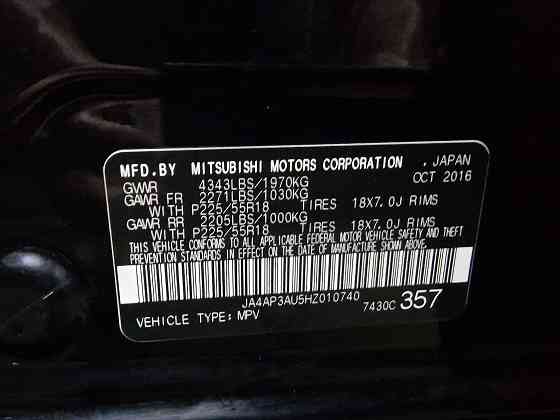 MFD.BY MITSUBISHI MOTORS CORPORATION , JAPAN
GVWR 4343LBS/1970KG OCT 2016
GAWR FR 2271LBS/1030KG
WITH P225/55R18 TIRES 18X7.0J RIMS
GAWR RR 2205LBS/1000KG
WITH P225/55R18 TIRES 18X7.0J RIMS
THIS VEHICLE CONFORMS TO ALL APPLICABLE FEDERAL MOTOR VEHICLE SAFETY AND THEFT
PREVENTION STANDARDS IN EFFECT ON THE DATE OF MANUFACTURE SHOWN ABOVE.
JA4AP3AU5HZ010740
VEHICLE TYPE: MPV 7430C 357